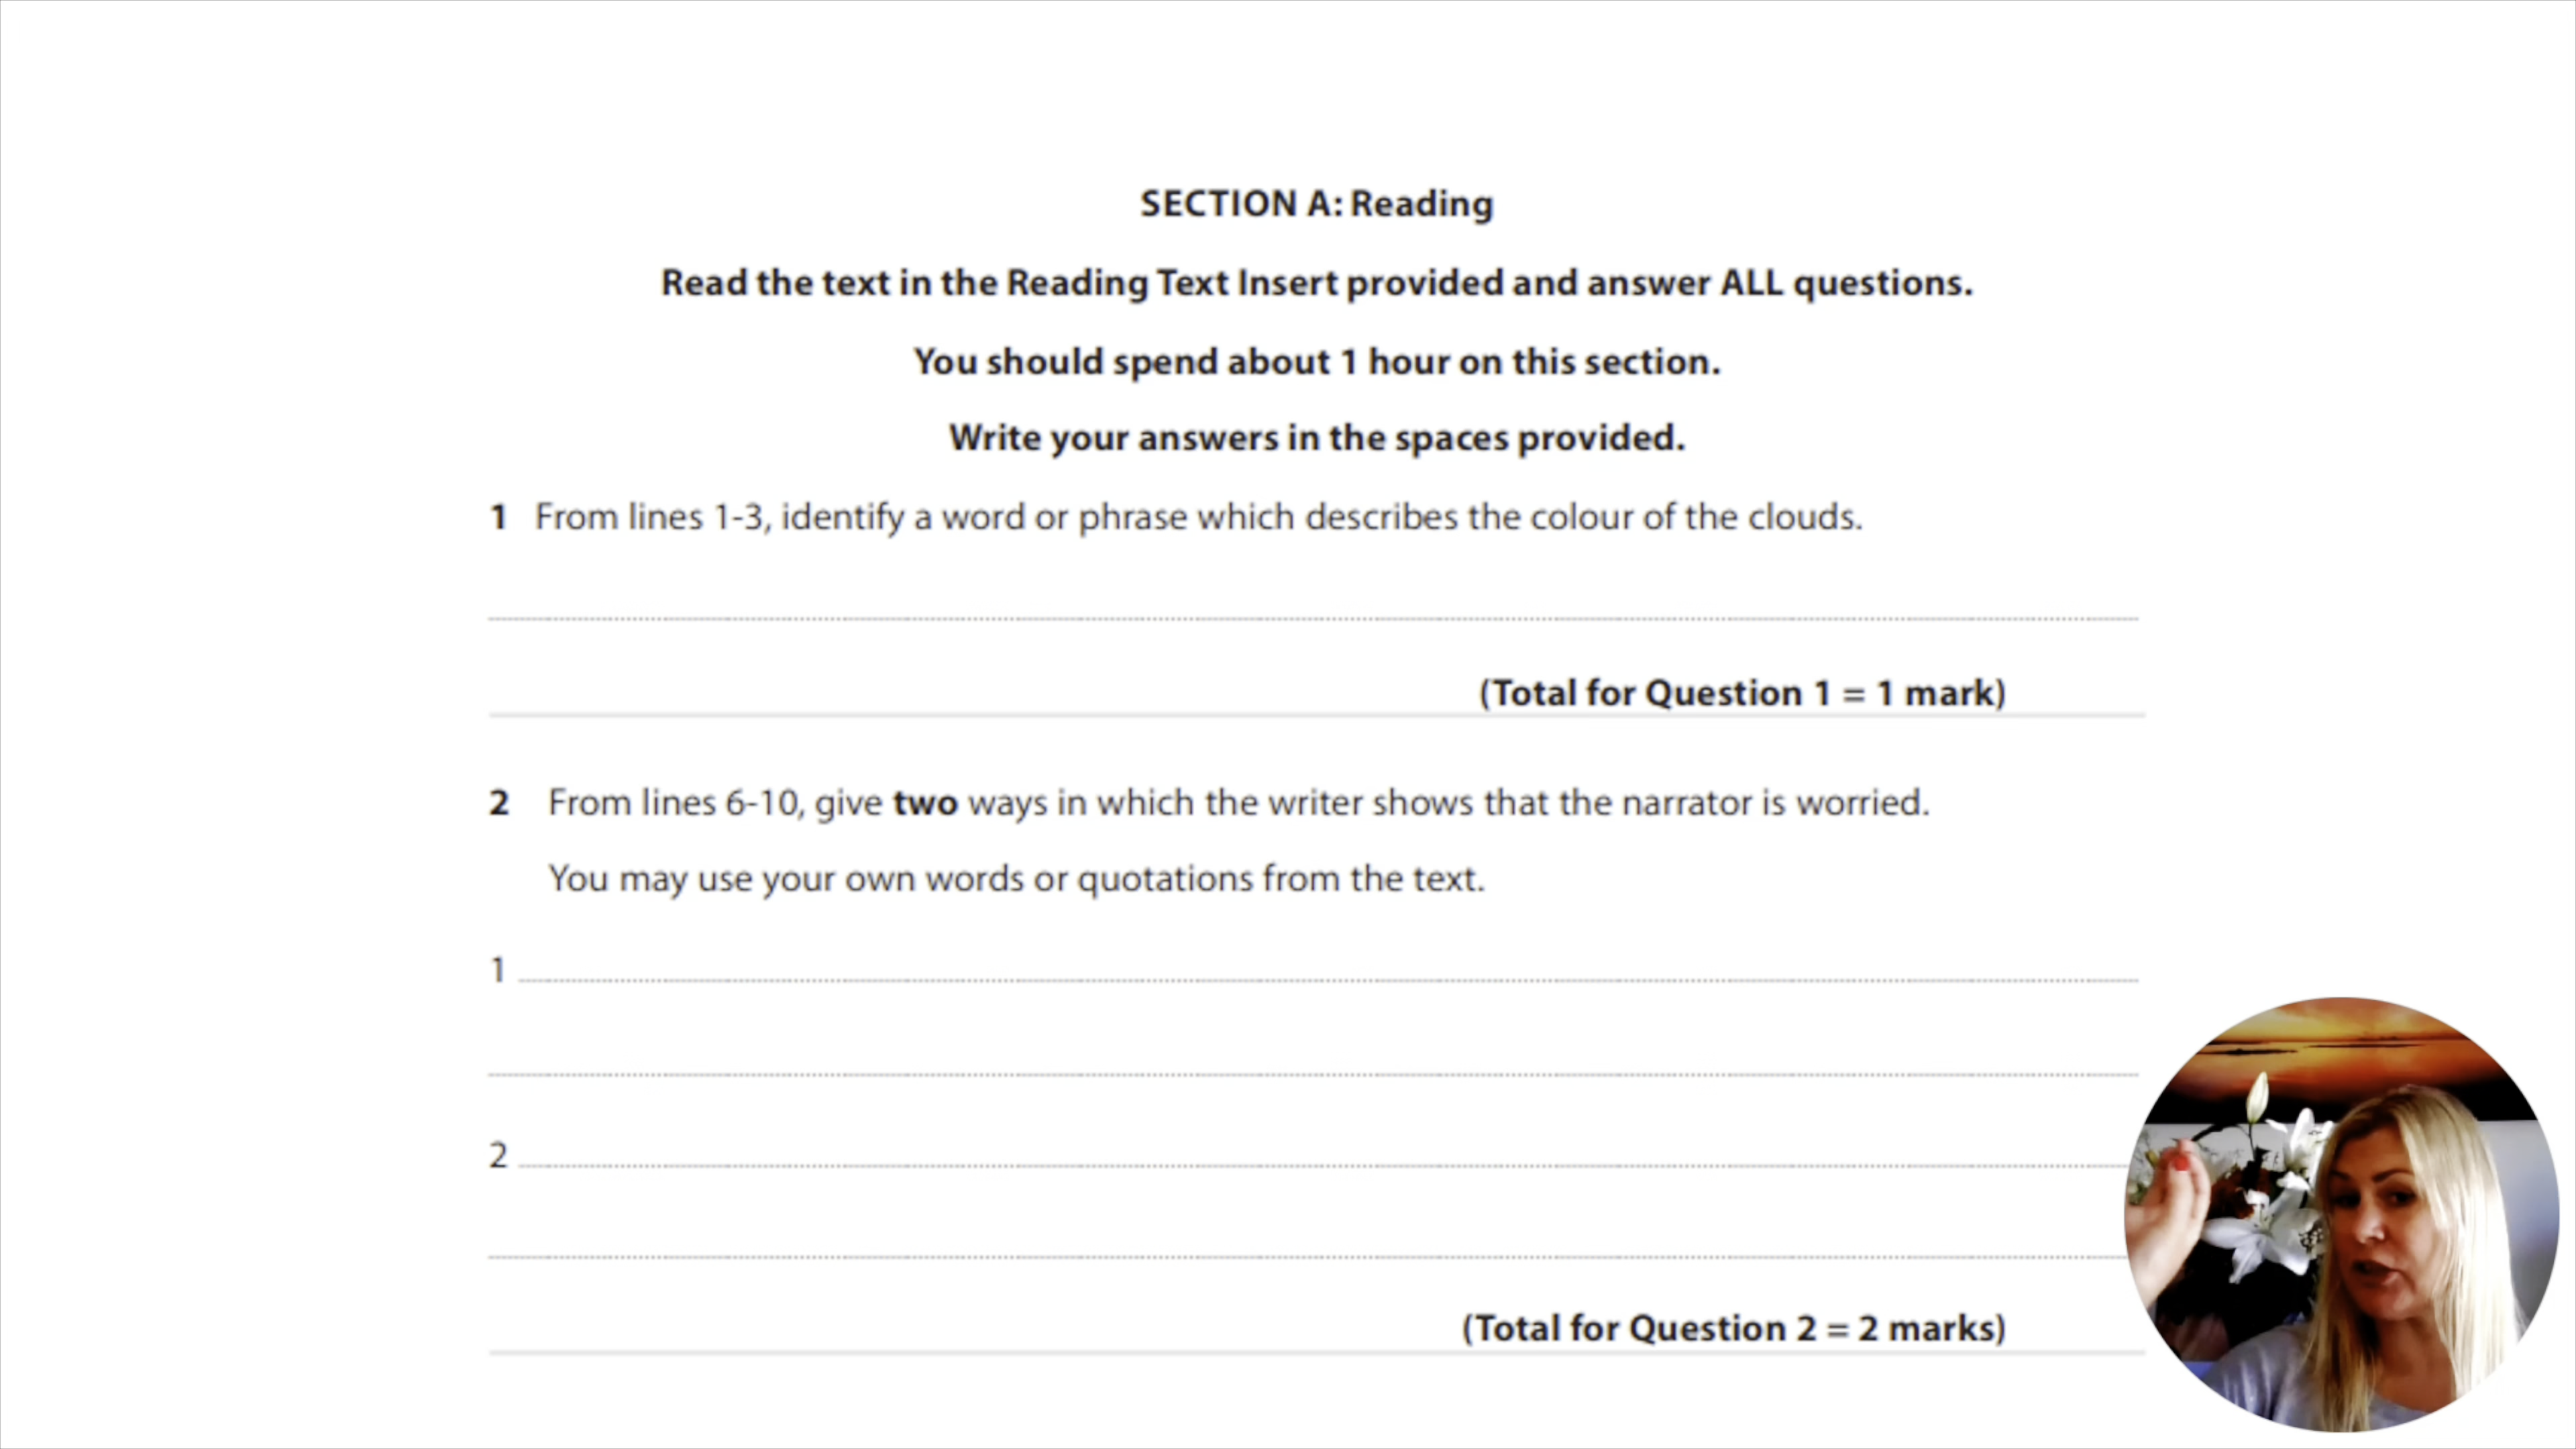 SECTION A: Reading
Read the text in the Reading Text Insert provided and answer ALL questions.
You should spend about 1 hour on this section.
Write your answers in the spaces provided.
1 From lines 1-3, identify a word or phrase which describes the colour of the clouds.
(Total for Question 1 = 1 mark)
2 From lines 6-10, give two ways in which the writer shows that the narrator is worried.
You may use your own words or quotations from the text.
1
2
(Total for Question 2 = 2 marks)